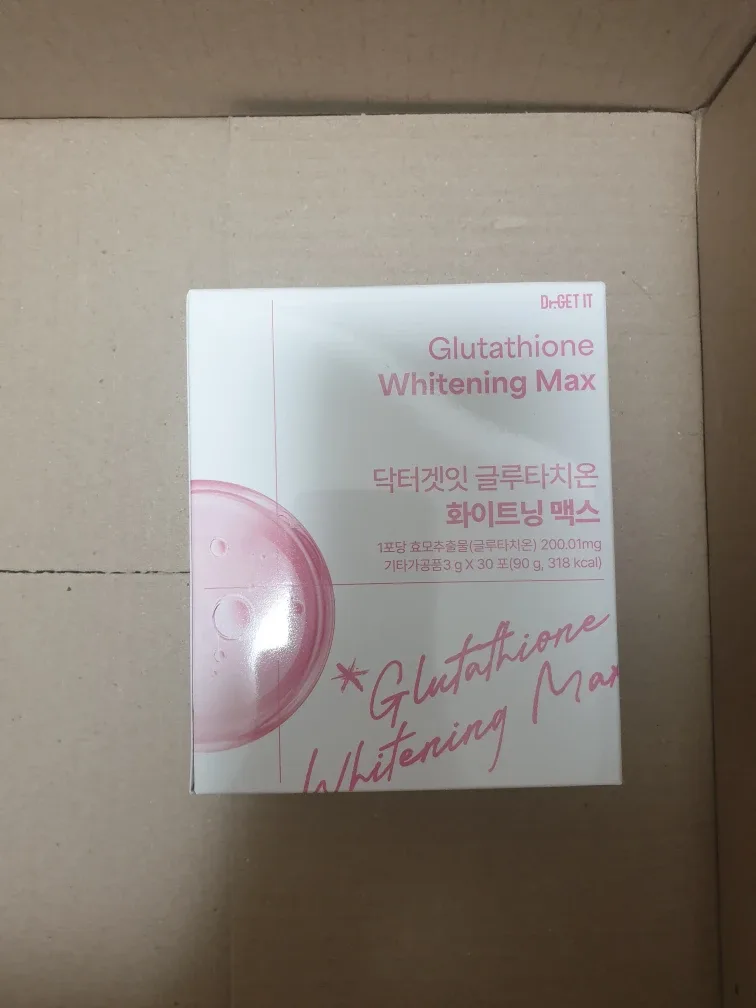 Dr.GET IT
Glutathione
Whitening Max
닥터겟잇 글루타치온
화이트닝 맥스
1포당 효모추출물(글루타치온) 200.01mg
기타가공품3 g X 30 포(90 g, 318 kcal)
*Glutathione
Whitening Max